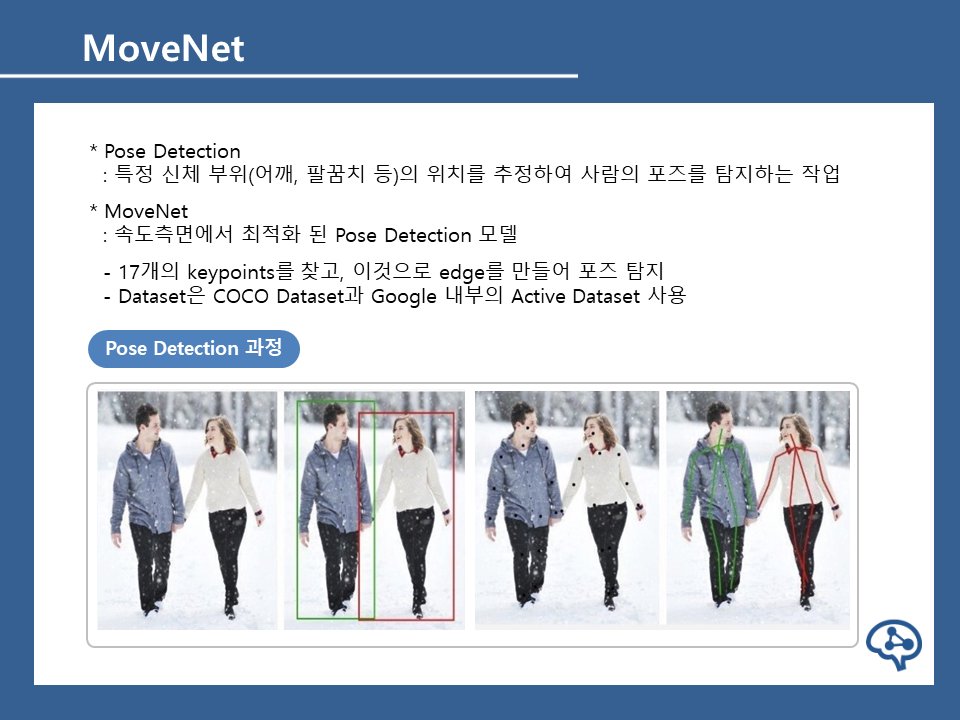 MoveNet
* Pose Detection
: 특정 신체 부위(어깨, 팔꿈치 등)의 위치를 추정하여 사람의 포즈를 탐지하는 작업
* MoveNet
: 속도측면에서 최적화 된 Pose Detection 모델
- 17개의 keypoints를 찾고, 이것으로 edge를 만들어 포즈 탐지
- Dataset은 COCO Dataset과 Google 내부의 Active Dataset 사용
Pose Detection 과정